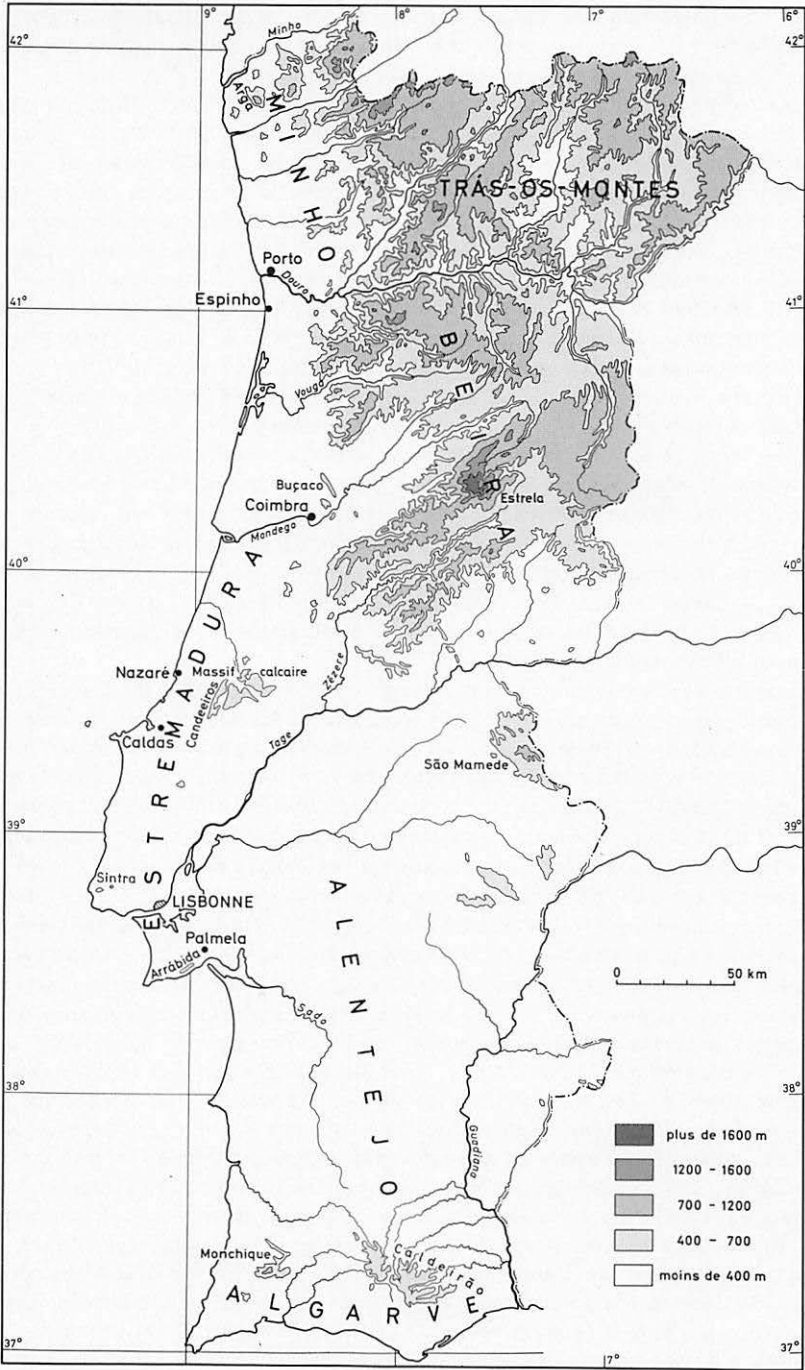 9° 8° 7° 6°
42° 42°
Minho
Arga
MINHO
TRÁS-OS-MONTES
Porto
Douro
41° Espinho 41°
BEIRA
Vouga
Buçaco
Coimbra
Estrela
Mondego
40° 40°
ESTREMADURA
Nazaré
Massif calcaire
Candeeiros
Zêzere
Caldas
Tage
São Mamede
39° 39°
Sintra
LISBONNE
ALENTEJO
Palmela
Arrábida
0 50 km
Sado
38° 38°
Guadiana
plus de 1600 m
1200 - 1600
700 - 1200
400 - 700
moins de 400 m
Monchique
Caldeirão
ALGARVE
37° 7° 37°